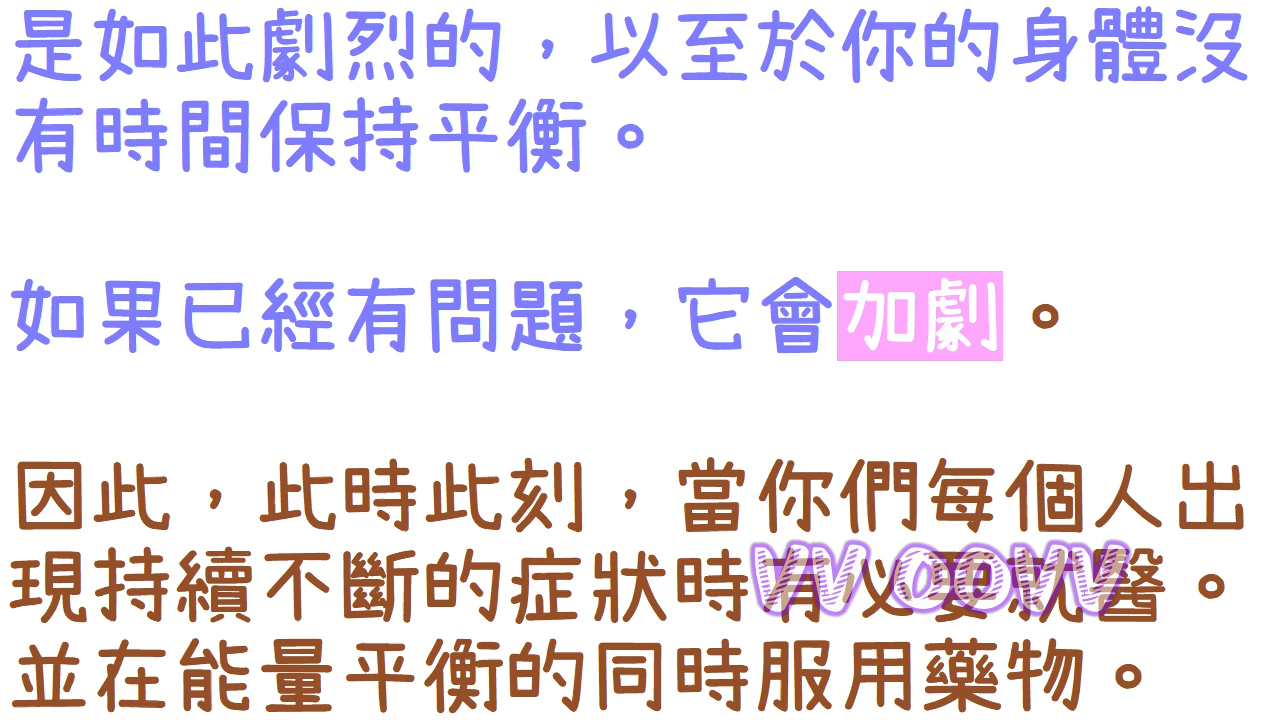 是如此劇烈的，以至於你的身體沒
有時間保持平衡。
如果已經有問題，它會加劇。
因此，此時此刻，當你們每個人出
現持續不斷的症狀時有必要就醫。
並在能量平衡的同時服用藥物。